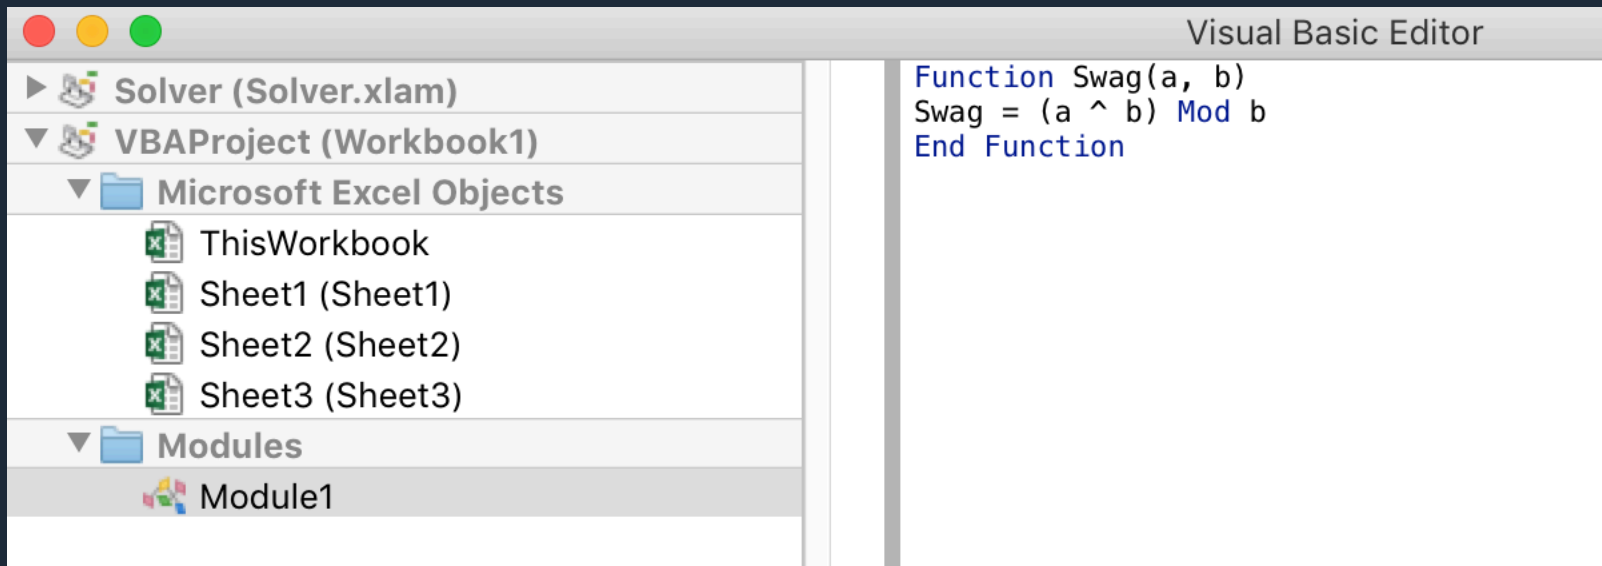 Visual Basic Editor
Solver (Solver.xlam)
VBAProject (Workbook1)
Microsoft Excel Objects
ThisWorkbook
Sheet1 (Sheet1)
Sheet2 (Sheet2)
Sheet3 (Sheet3)
Modules
Module1
Function Swag(a, b)
Swag = (a ^ b) Mod b
End Function